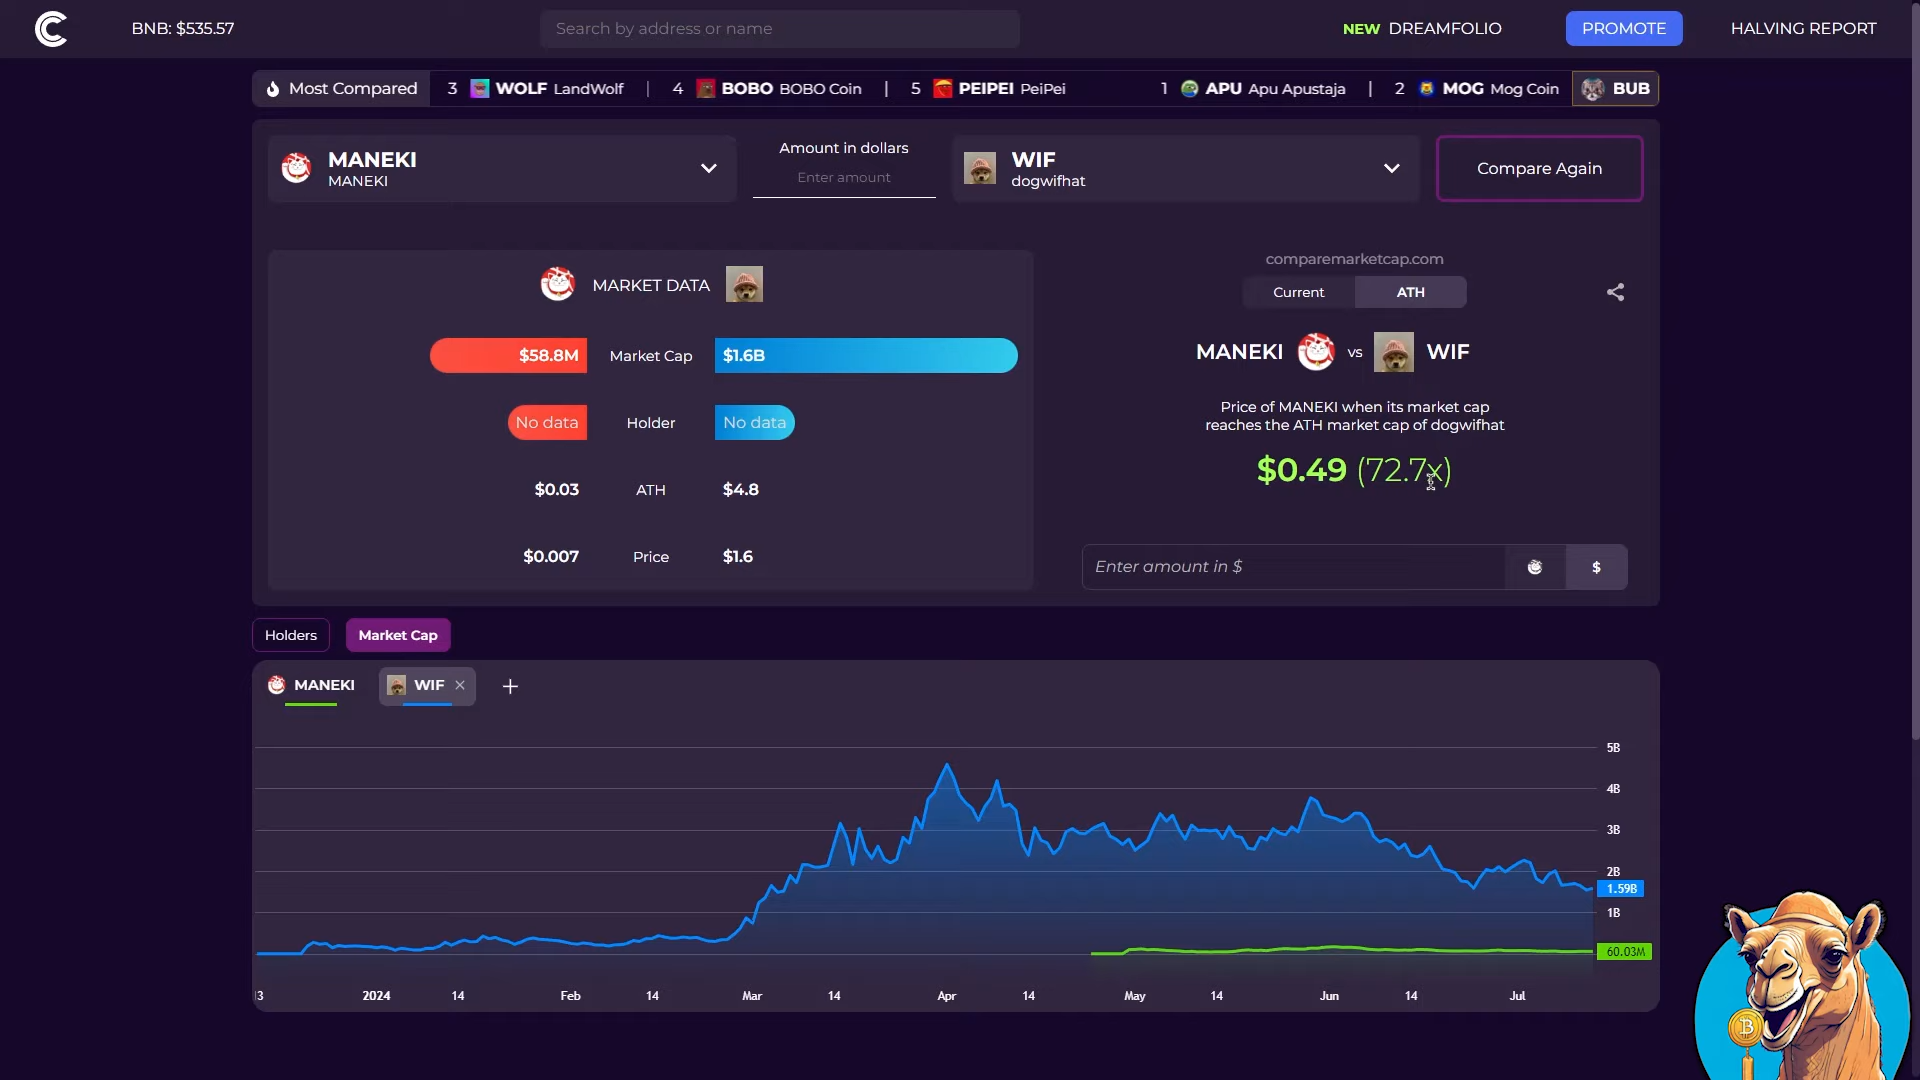 BNB: $535.57
Search by address or name
NEW DREAMFOLIO
PROMOTE
HALVING REPORT
Most Compared
3 WOLF LandWolf | 4 BOBO BOBO Coin | 5 PEIPEI PeiPei 1 APU Apu Apustaja | 2 MOG Mog Coin
BUB
MANEKI
MANEKI
Amount in dollars
Enter amount
WIF
dogwifhat
Compare Again
MARKET DATA
$58.8M Market Cap $1.6B
No data Holder No data
$0.03 ATH $4.8
$0.007 Price $1.6
comparemarketcap.com
Current ATH
MANEKI vs WIF
Price of MANEKI when its market cap
reaches the ATH market cap of dogwifhat
$0.49 (72.7x)
Enter amount in $
$
Holders Market Cap
MANEKI WIF × +
5B
4B
3B
2B
1.59B
1B
60.03M
13 2024 14 Feb 14 Mar 14 Apr 14 May 14 Jun 14 Jul